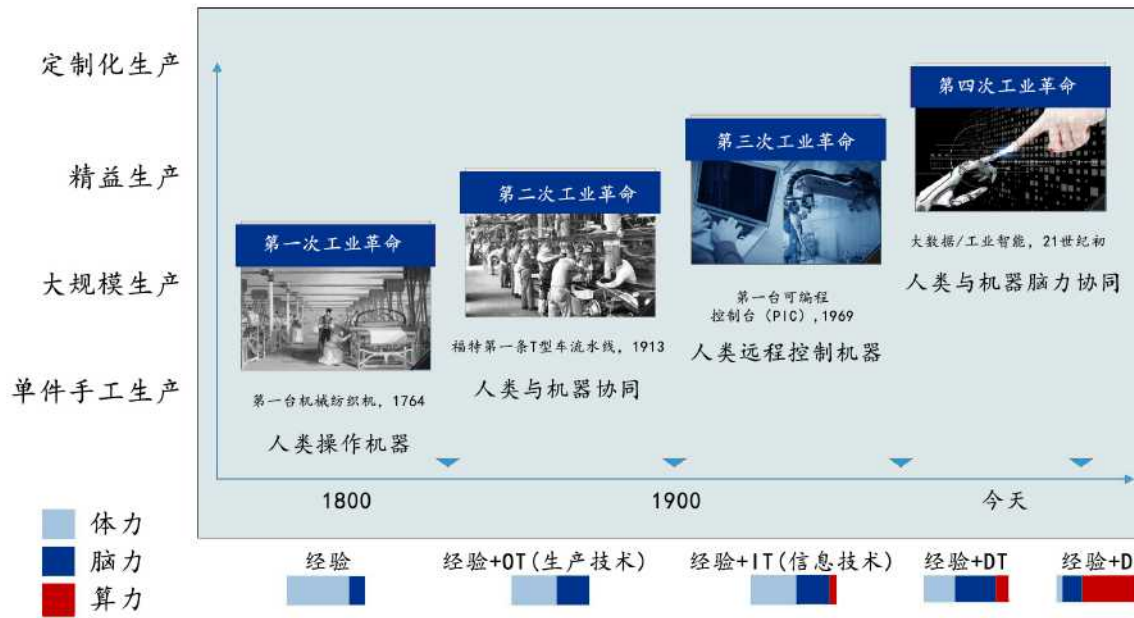 定制化生产
精益生产
大规模生产
单件手工生产
第一次工业革命
第一台机械纺织机, 1764
人类操作机器
第二次工业革命
福特第一条T型车流水线, 1913
人类与机器协同
第三次工业革命
第一台可编程
控制台（PIC）,1969
人类远程控制机器
第四次工业革命
大数据/工业智能, 21世纪初
人类与机器脑力协同
1800
1900
今天
体力
脑力
算力
经验
经验+OT(生产技术)
经验+IT(信息技术)
经验+DT
经验+D